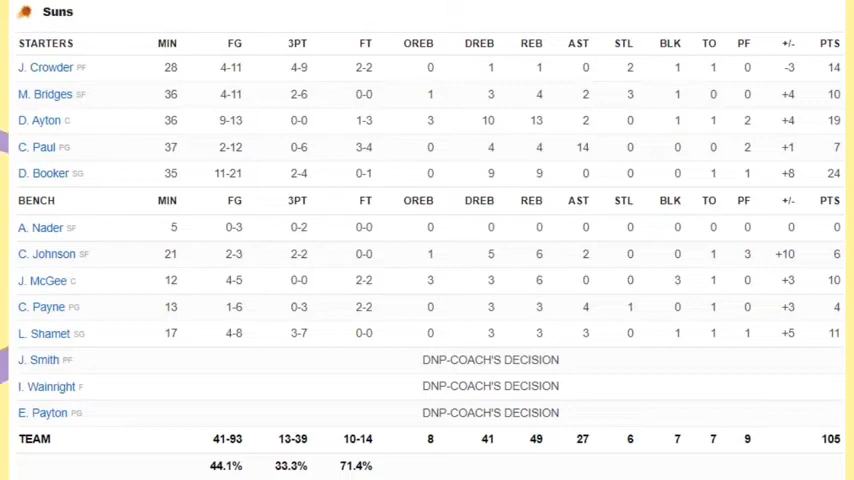 Suns
STARTERS MIN FG 3PT FT OREB DREB REB AST STL BLK TO PF +/- PTS
J. Crowder PF 28 4-11 4-9 2-2 0 1 1 0 2 1 1 0 -3 14
M. Bridges SF 36 4-11 2-6 0-0 1 3 4 2 3 1 0 0 +4 10
D. Ayton C 36 9-13 0-0 1-3 3 10 13 2 0 1 1 2 +4 19
C. Paul PG 37 2-12 0-6 3-4 0 4 4 14 0 0 0 2 +1 7
D. Booker SG 35 11-21 2-4 0-1 0 9 9 0 0 0 1 1 +8 24
BENCH MIN FG 3PT FT OREB DREB REB AST STL BLK TO PF +/- PTS
A. Nader SF 5 0-3 0-2 0-0 0 0 0 0 0 0 0 0 0 0
C. Johnson SF 21 2-3 2-2 0-0 1 5 6 2 0 0 1 3 +10 6
J. McGee C 12 4-5 0-0 2-2 3 3 6 0 0 3 1 0 +3 10
C. Payne PG 13 1-6 0-3 2-2 0 3 3 4 1 0 1 0 +3 4
L. Shamet SG 17 4-8 3-7 0-0 0 3 3 3 0 1 1 1 +5 11
J. Smith PF DNP-COACH'S DECISION
I. Wainright F DNP-COACH'S DECISION
E. Payton PG DNP-COACH'S DECISION
TEAM 41-93 13-39 10-14 8 41 49 27 6 7 7 9 105
44.1% 33.3% 71.4%